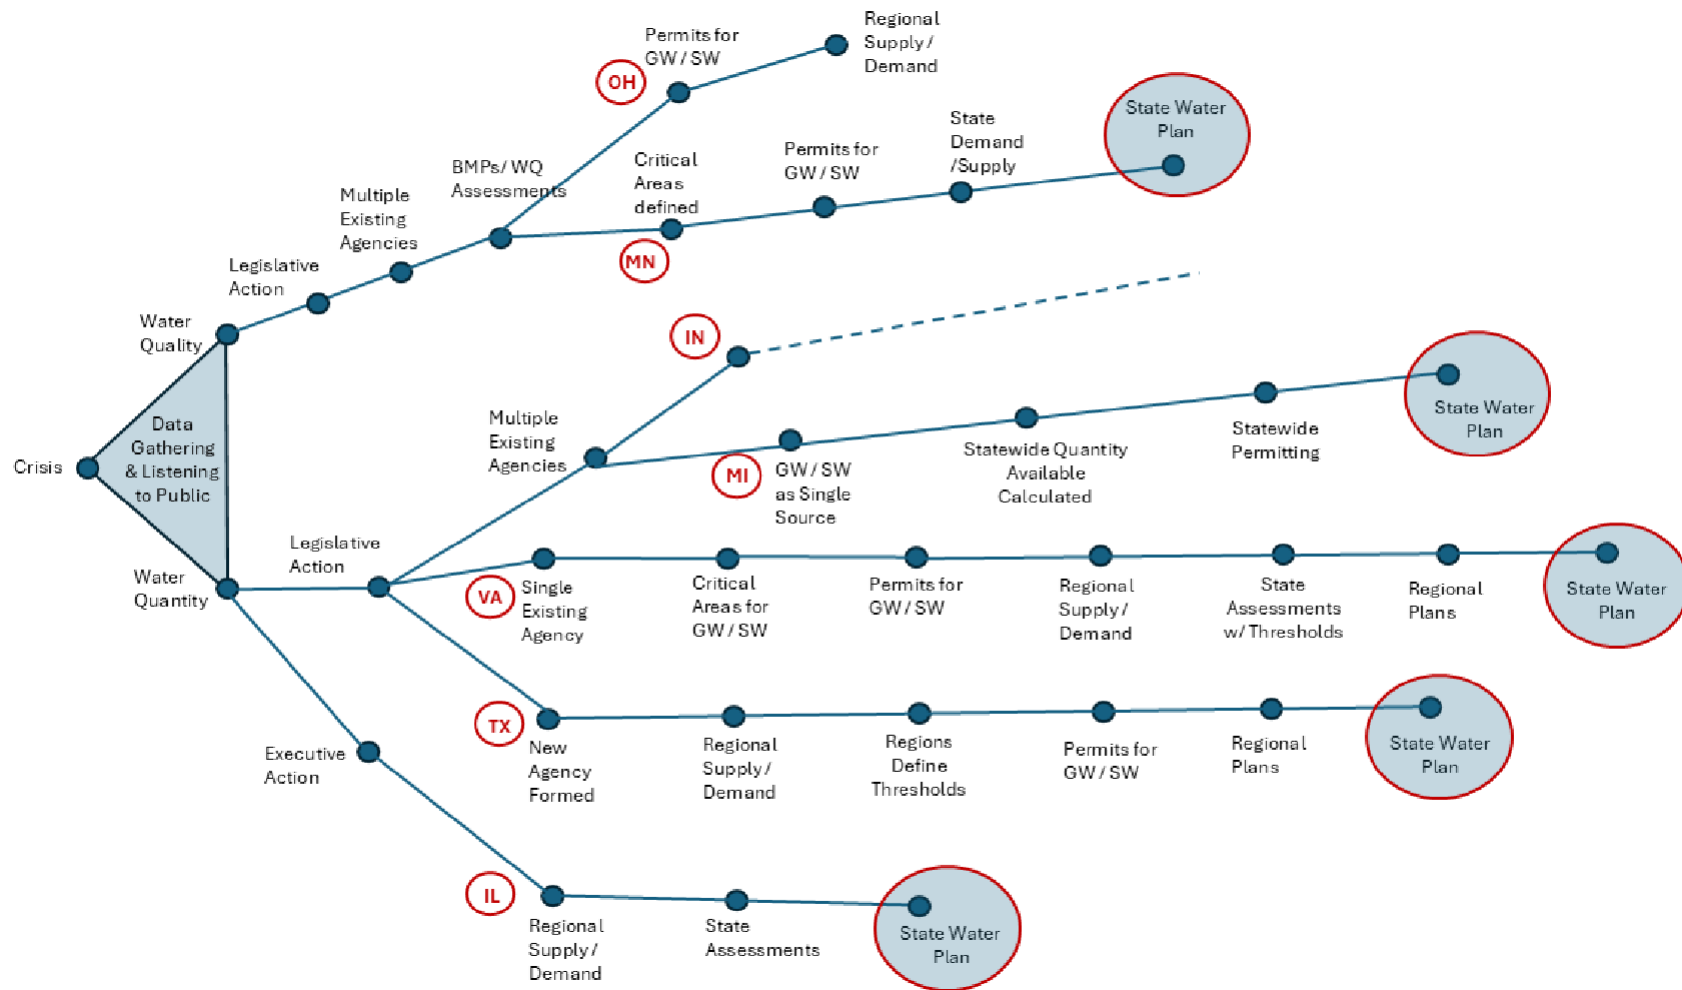 Regional
Supply /
Demand
Permits for
GW / SW
OH
State Water
Plan
State
Demand
/Supply
Permits for
GW / SW
Critical
Areas
defined
BMPs/ WQ
Assessments
MN
Multiple
Existing
Agencies
Legislative
Action
Water
Quality
IN
Data
Gathering
& Listening
to Public
Crisis
Multiple
Existing
Agencies
MI
GW / SW
as Single
Source
Statewide Quantity
Available
Calculated
Statewide
Permitting
State Water
Plan
Water
Quantity
Legislative
Action
VA
Single
Existing
Agency
Critical
Areas for
GW / SW
Permits for
GW / SW
Regional
Supply /
Demand
State
Assessments
w/ Thresholds
Regional
Plans
State Water
Plan
TX
New
Agency
Formed
Regional
Supply /
Demand
Regions
Define
Thresholds
Permits for
GW / SW
Regional
Plans
State Water
Plan
Executive
Action
IL
Regional
Supply /
Demand
State
Assessments
State Water
Plan